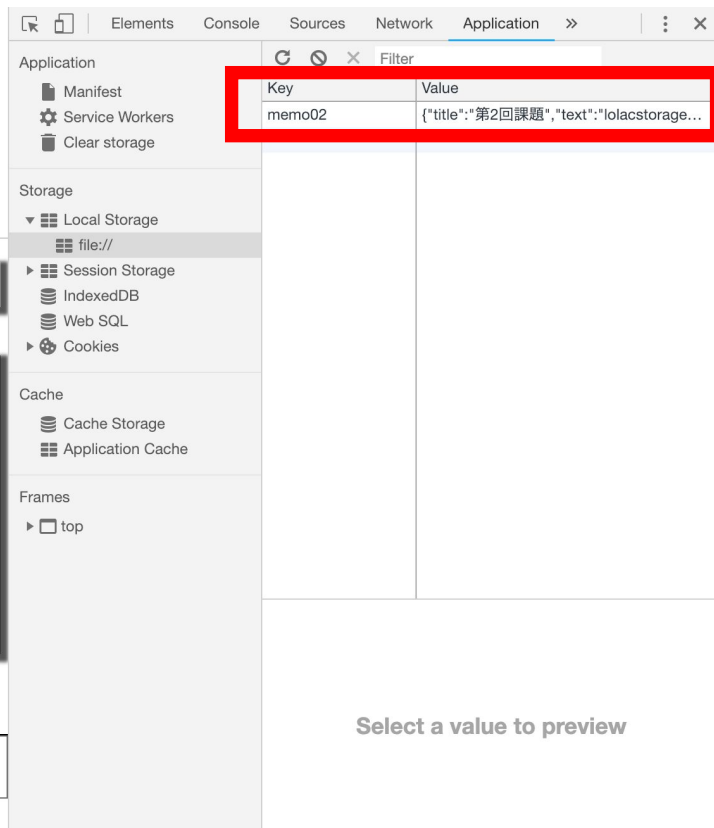 Elements Console Sources Network Application »
Application
Manifest
Service Workers
Clear storage
Storage
Local Storage
file://
Session Storage
IndexedDB
Web SQL
Cookies
Cache
Cache Storage
Application Cache
Frames
top
Filter
Key Value
memo02 {"title":"第2回課題","text":"lolacstorage...
Select a value to preview